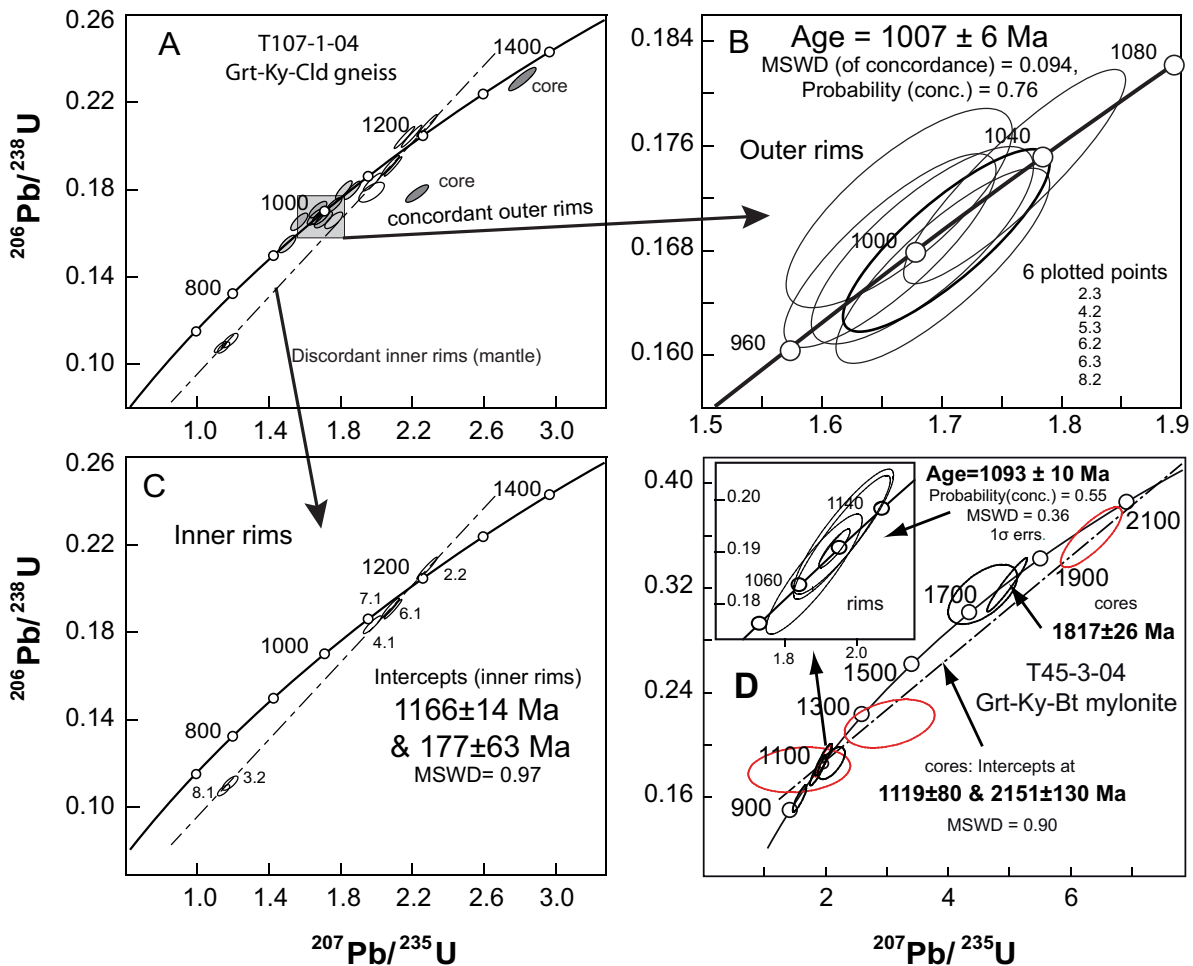 A
T107-1-04
Grt-Ky-Cld gneiss
0.26
0.22
0.18
0.14
0.10
206Pb/238U
1400
core
1200
core
1000
concordant outer rims
800
Discordant inner rims (mantle)
1.0 1.4 1.8 2.2 2.6 3.0
B
Age = 1007 ± 6 Ma
MSWD (of concordance) = 0.094,
Probability (conc.) = 0.76
0.184
0.176
0.168
0.160
1080
1040
Outer rims
1000
960
6 plotted points
2.3
4.2
5.3
6.2
6.3
8.2
1.5 1.6 1.7 1.8 1.9
C
Inner rims
0.26
0.22
0.18
0.14
0.10
206Pb/238U
1400
1200
2.2
7.1
6.1
4.1
1000
800
8.1
3.2
Intercepts (inner rims)
1166±14 Ma
& 177±63 Ma
MSWD= 0.97
1.0 1.4 1.8 2.2 2.6 3.0
207Pb/235U
D
T45-3-04
Grt-Ky-Bt mylonite
0.40
0.32
0.24
0.16
0.20
0.19
0.18
1140
1060
rims
1.8 2.0
Age=1093 ± 10 Ma
Probability(conc.) = 0.55
MSWD = 0.36
1σ errs.
2100
1900
1700
cores
1817±26 Ma
1500
1300
1100
900
cores: Intercepts at
1119±80 & 2151±130 Ma
MSWD = 0.90
2 4 6
207Pb/235U